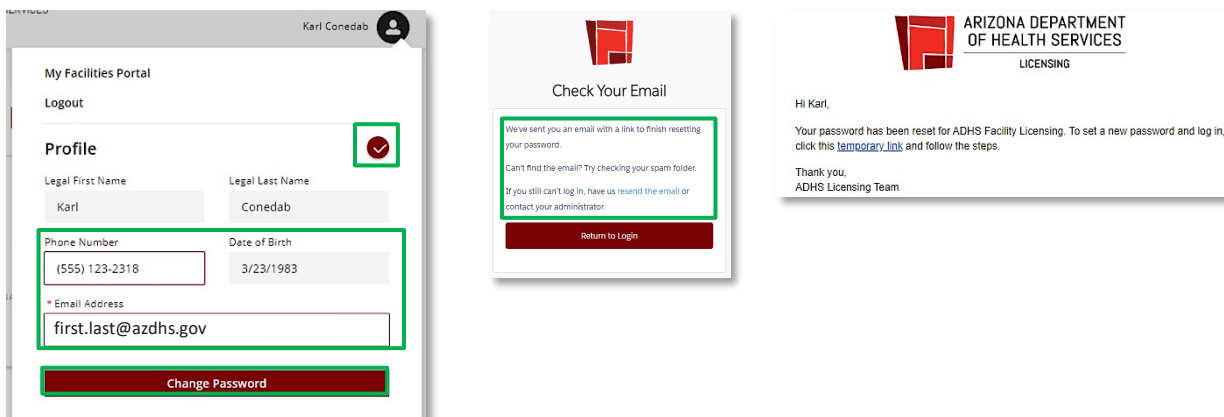 Karl Conedab
My Facilities Portal
Logout
Profile
Legal First Name
Legal Last Name
Karl
Conedab
Phone Number
Date of Birth
(555) 123-2318
3/23/1983
* Email Address
first.last@azdhs.gov
Change Password
Check Your Email
We've sent you an email with a link to finish resetting
your password.
Can't find the email? Try checking your spam folder.
If you still can't log in, have us resend the email or
contact your administrator.
Return to Login
ARIZONA DEPARTMENT
OF HEALTH SERVICES
LICENSING
Hi Karl,
Your password has been reset for ADHS Facility Licensing. To set a new password and log in,
click this temporary link and follow the steps.
Thank you,
ADHS Licensing Team